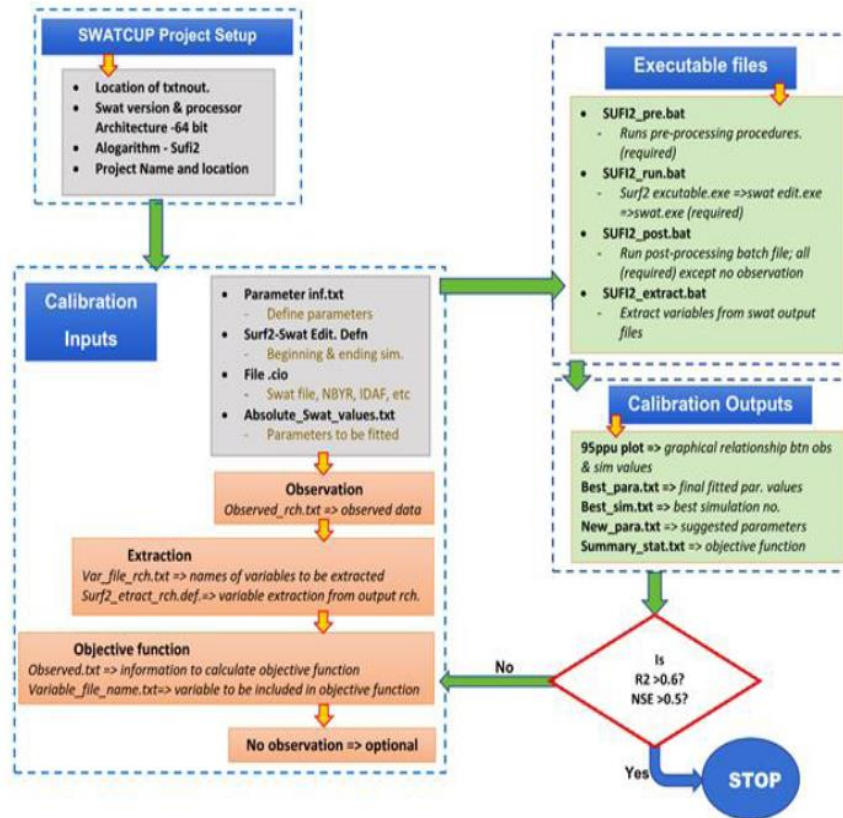 SWATCUP Project Setup
• Location of txtnout.
• Swat version & processor
Architecture -64 bit
• Alogarithm - Sufi2
• Project Name and location
Calibration
Inputs
• Parameter inf.txt
- Define parameters
• Surf2-Swat Edit. Defn
- Beginning & ending sim.
• File .cio
- Swat file, NBYR, IDAF, etc
• Absolute_Swat_values.txt
- Parameters to be fitted
Observation
Observed_rch.txt => observed data
Extraction
Var_file_rch.txt => names of variables to be extracted
Surf2_etract_rch.def.=> variable extraction from output rch.
Objective function
Observed.txt => information to calculate objective function
Variable_file_name.txt=> variable to be included in objective function
No observation => optional
Executable files
• SUFI2_pre.bat
- Runs pre-processing procedures.
(required)
• SUFI2_run.bat
- Surf2 excutable.exe =>swat edit.exe
=>swat.exe (required)
• SUFI2_post.bat
- Run post-processing batch file; all
(required) except no observation
• SUFI2_extract.bat
- Extract variables from swat output
files
Calibration Outputs
95ppu plot => graphical relationship btn obs
& sim values
Best_para.txt => final fitted par. values
Best_sim.txt => best simulation no.
New_para.txt => suggested parameters
Summary_stat.txt => objective function
Is
R2 >0.6?
NSE >0.5?
No
Yes
STOP